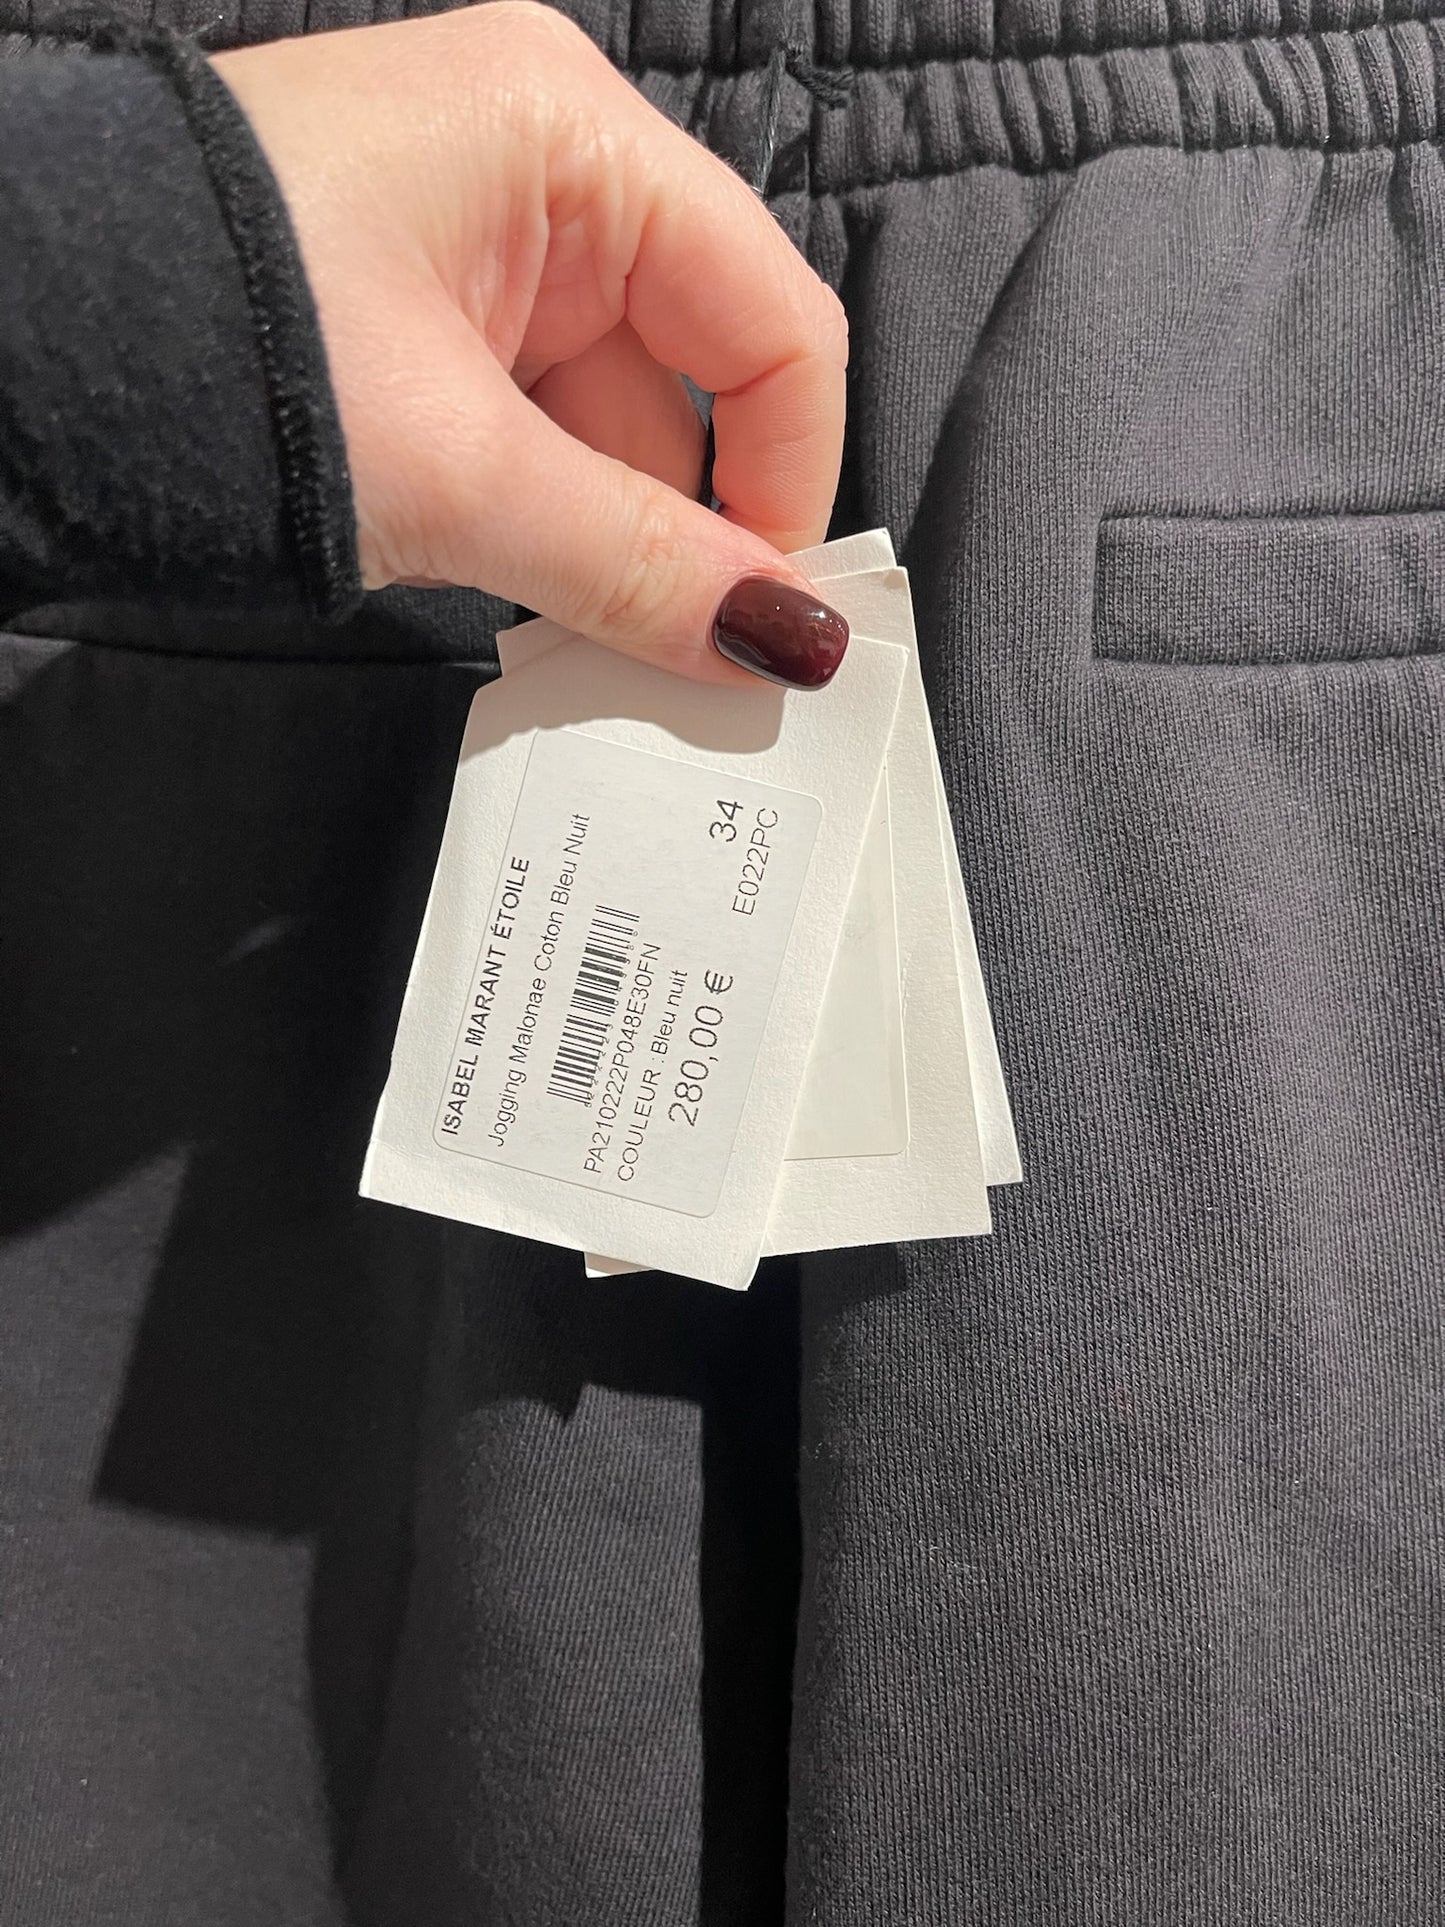 ISABEL MARANT ÉTOILE
Jogging Malonae Coton Bleu Nuit
PA210222P048E30FN
COULEUR : Bleu nuit
280,00 €
34
E022PC